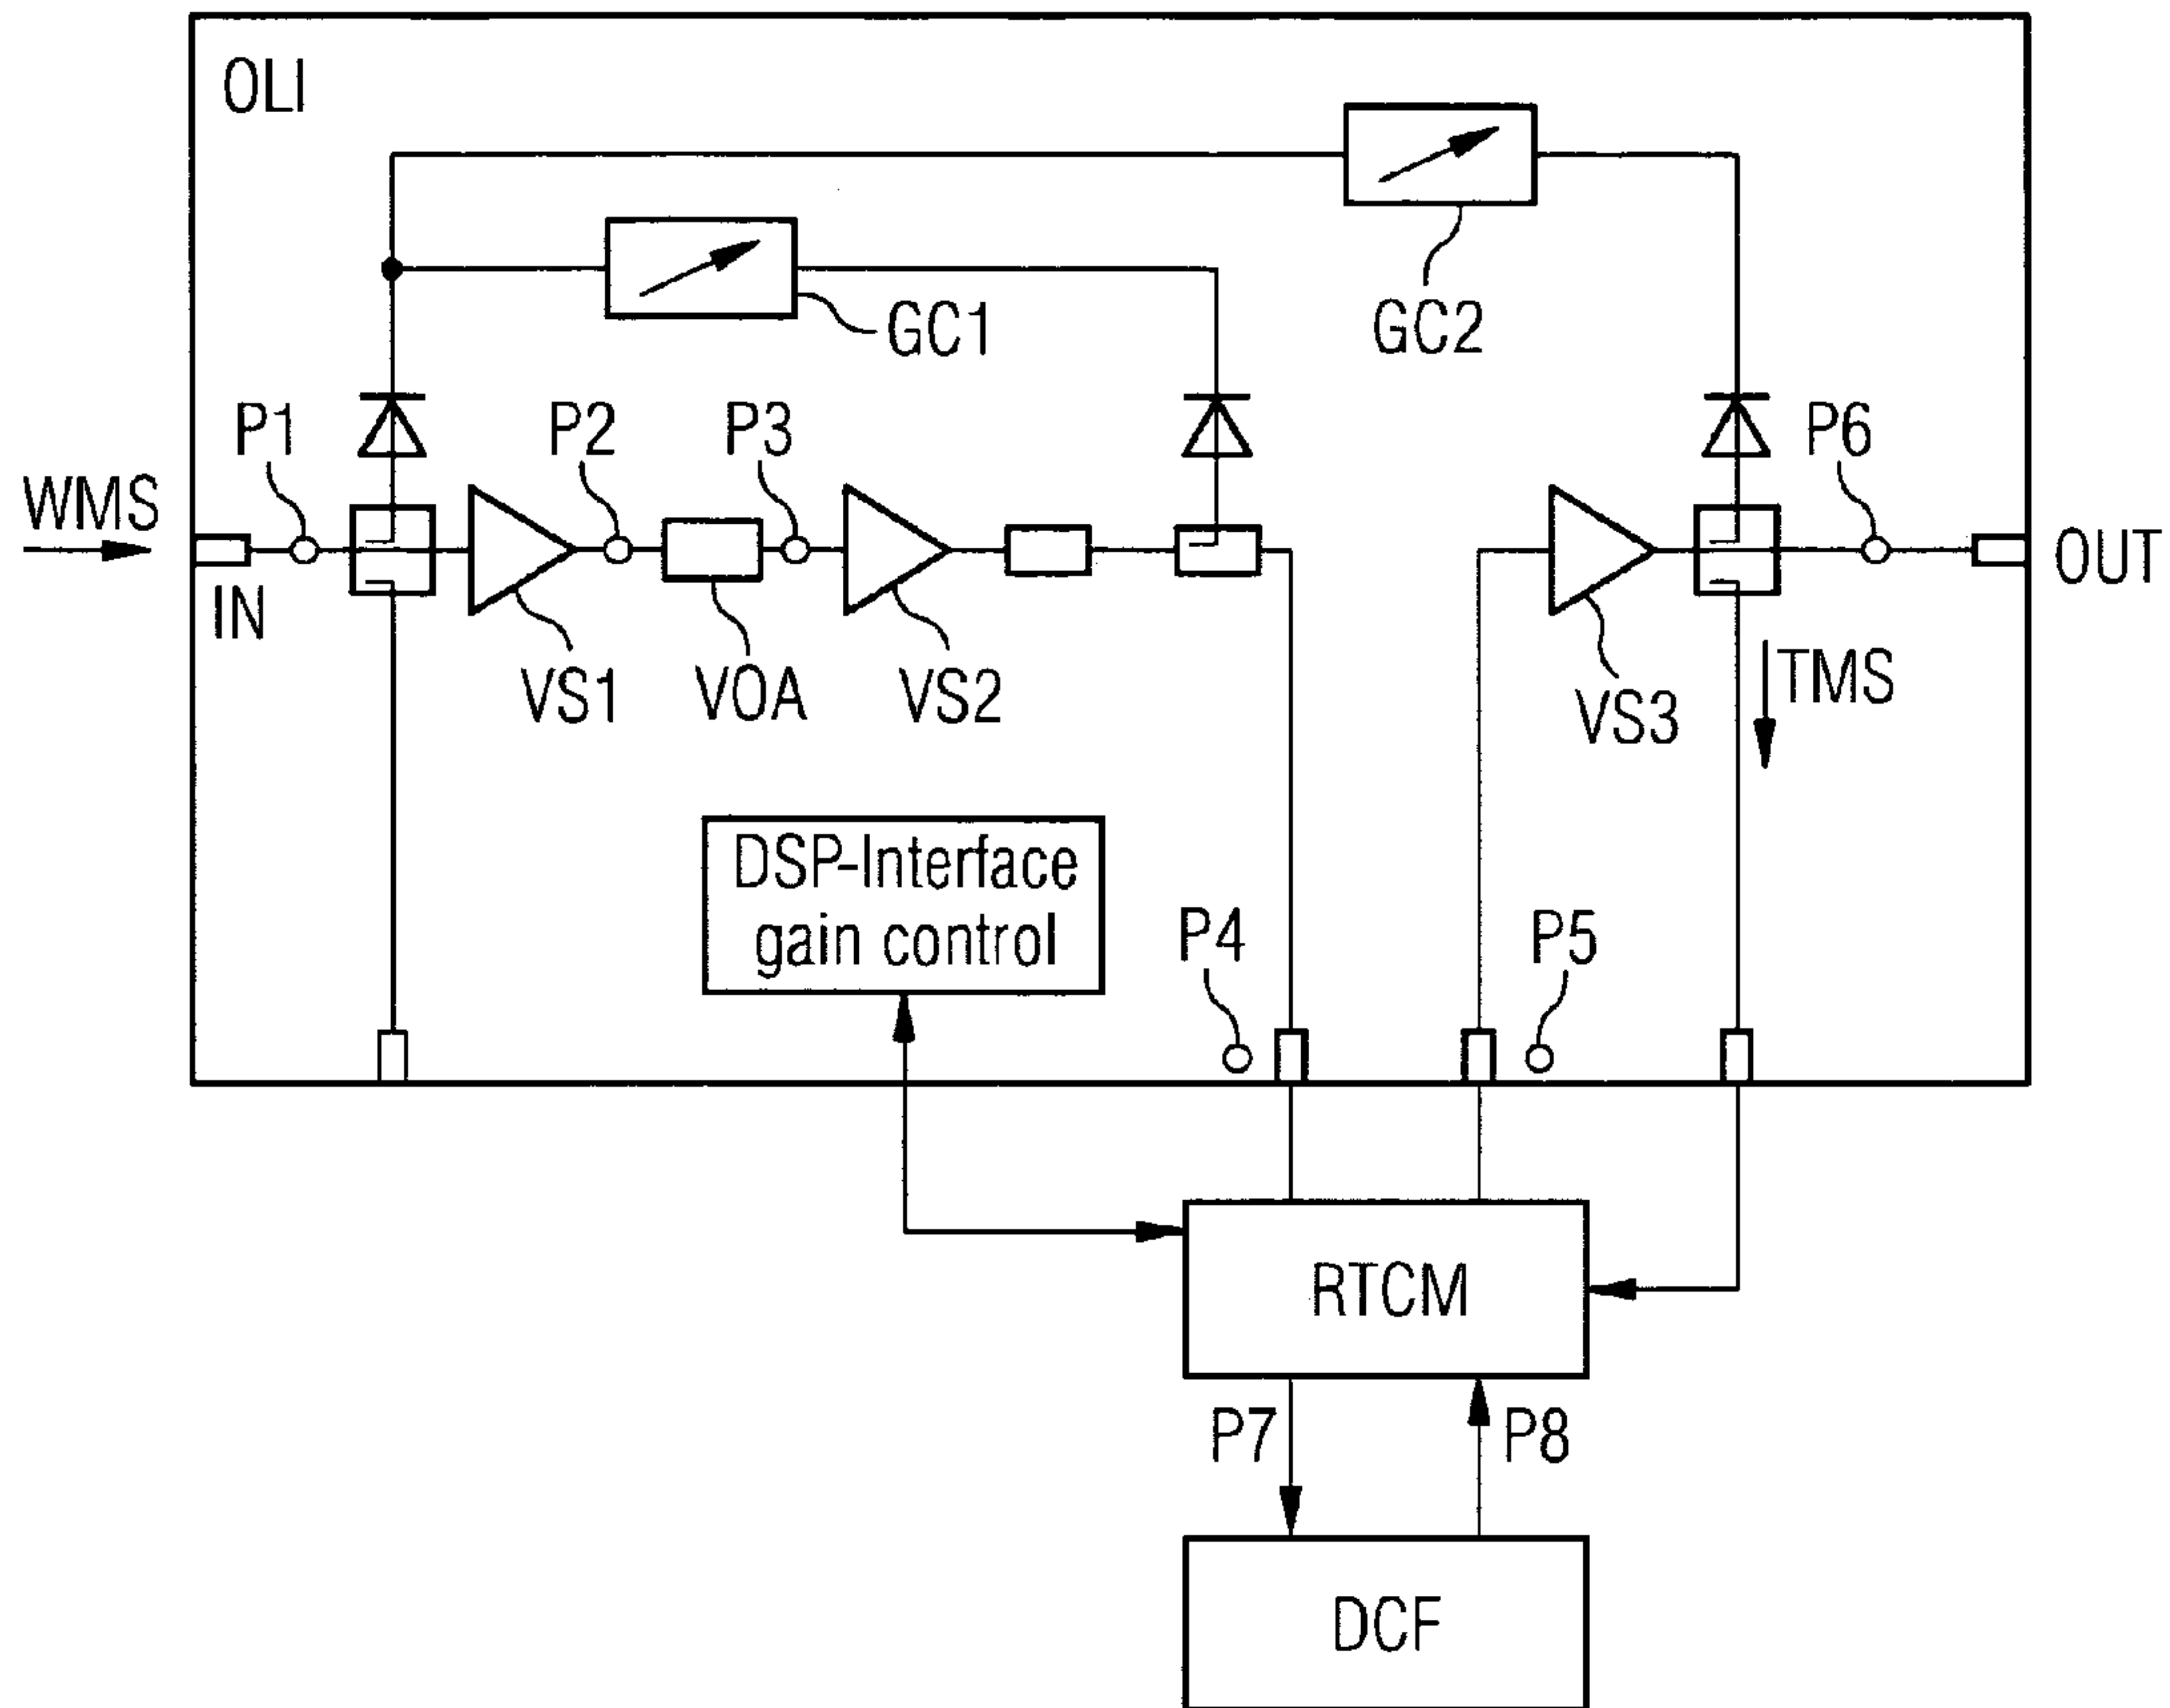 OLI
GC1
GC2
P1
P2
P3
P6
WMS
IN
OUT
VS1
VOA
VS2
VS3
TMS
DSP-Interface
gain control
P4
P5
RTCM
P7
P8
DCF